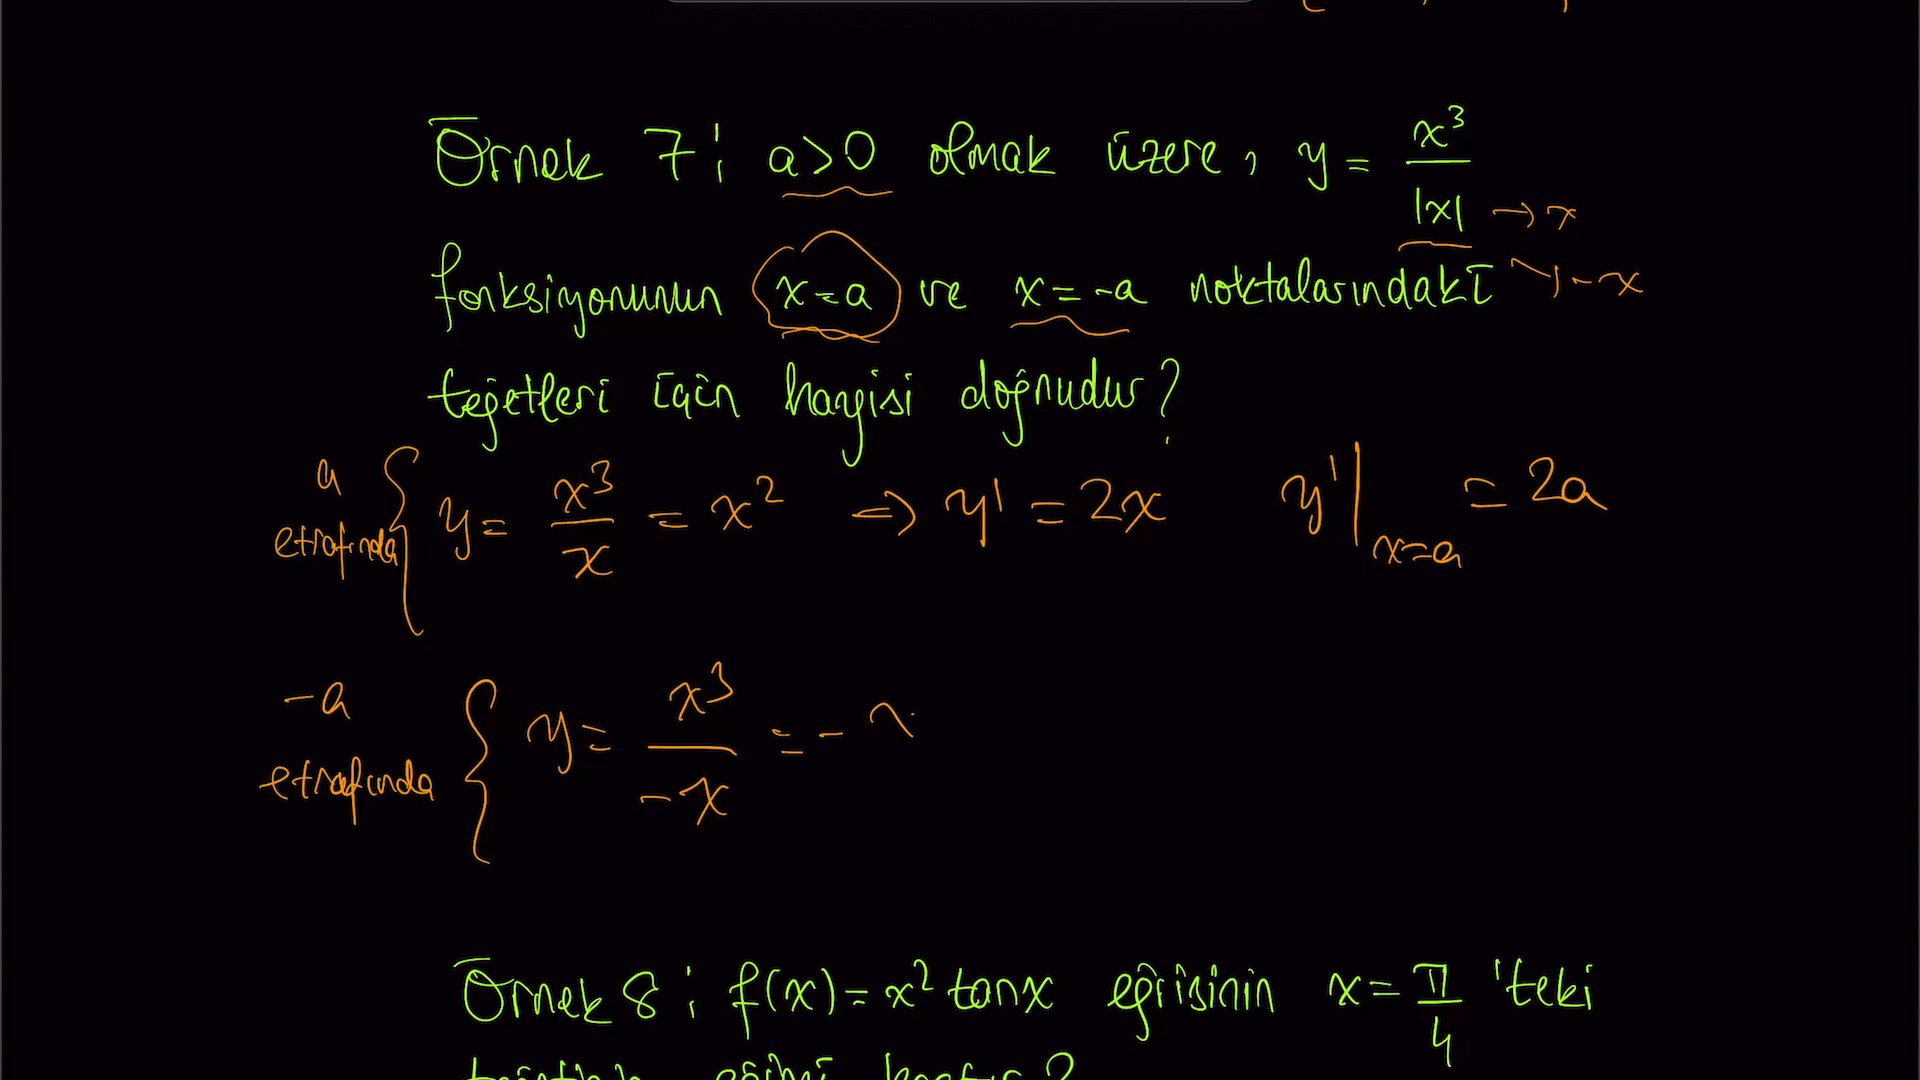 Örnek 7: a>0 olmak üzere, y = x³/|x| → x
fonksiyonunun x=a ve x=-a noktalarındaki → -x
teğetleri için hangisi doğrudur?
a etrafında { y = x³/x = x² ⇒ y' = 2x y'|x=a = 2a
-a etrafında { y = x³/-x = -
Örnek 8: f(x)=x² tanx eğrisinin x= π/4 'teki